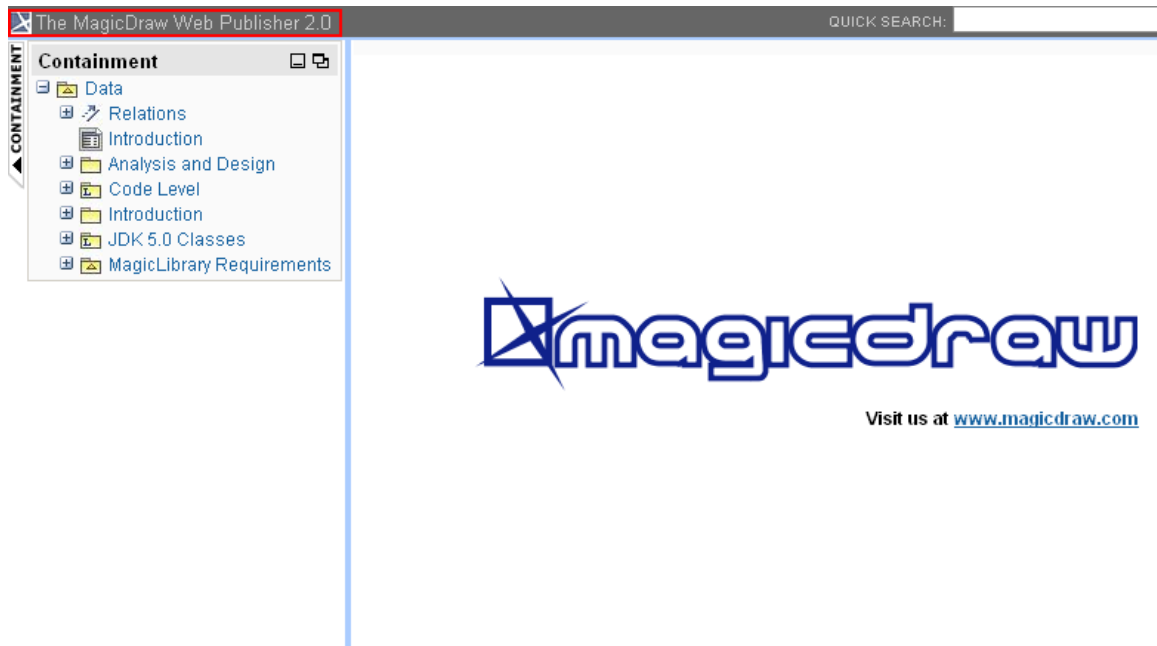 The MagicDraw Web Publisher 2.0
QUICK SEARCH:
CONTAINMENT
Containment
Data
Relations
Introduction
Analysis and Design
Code Level
Introduction
JDK 5.0 Classes
MagicLibrary Requirements
magicdraw
Visit us at www.magicdraw.com